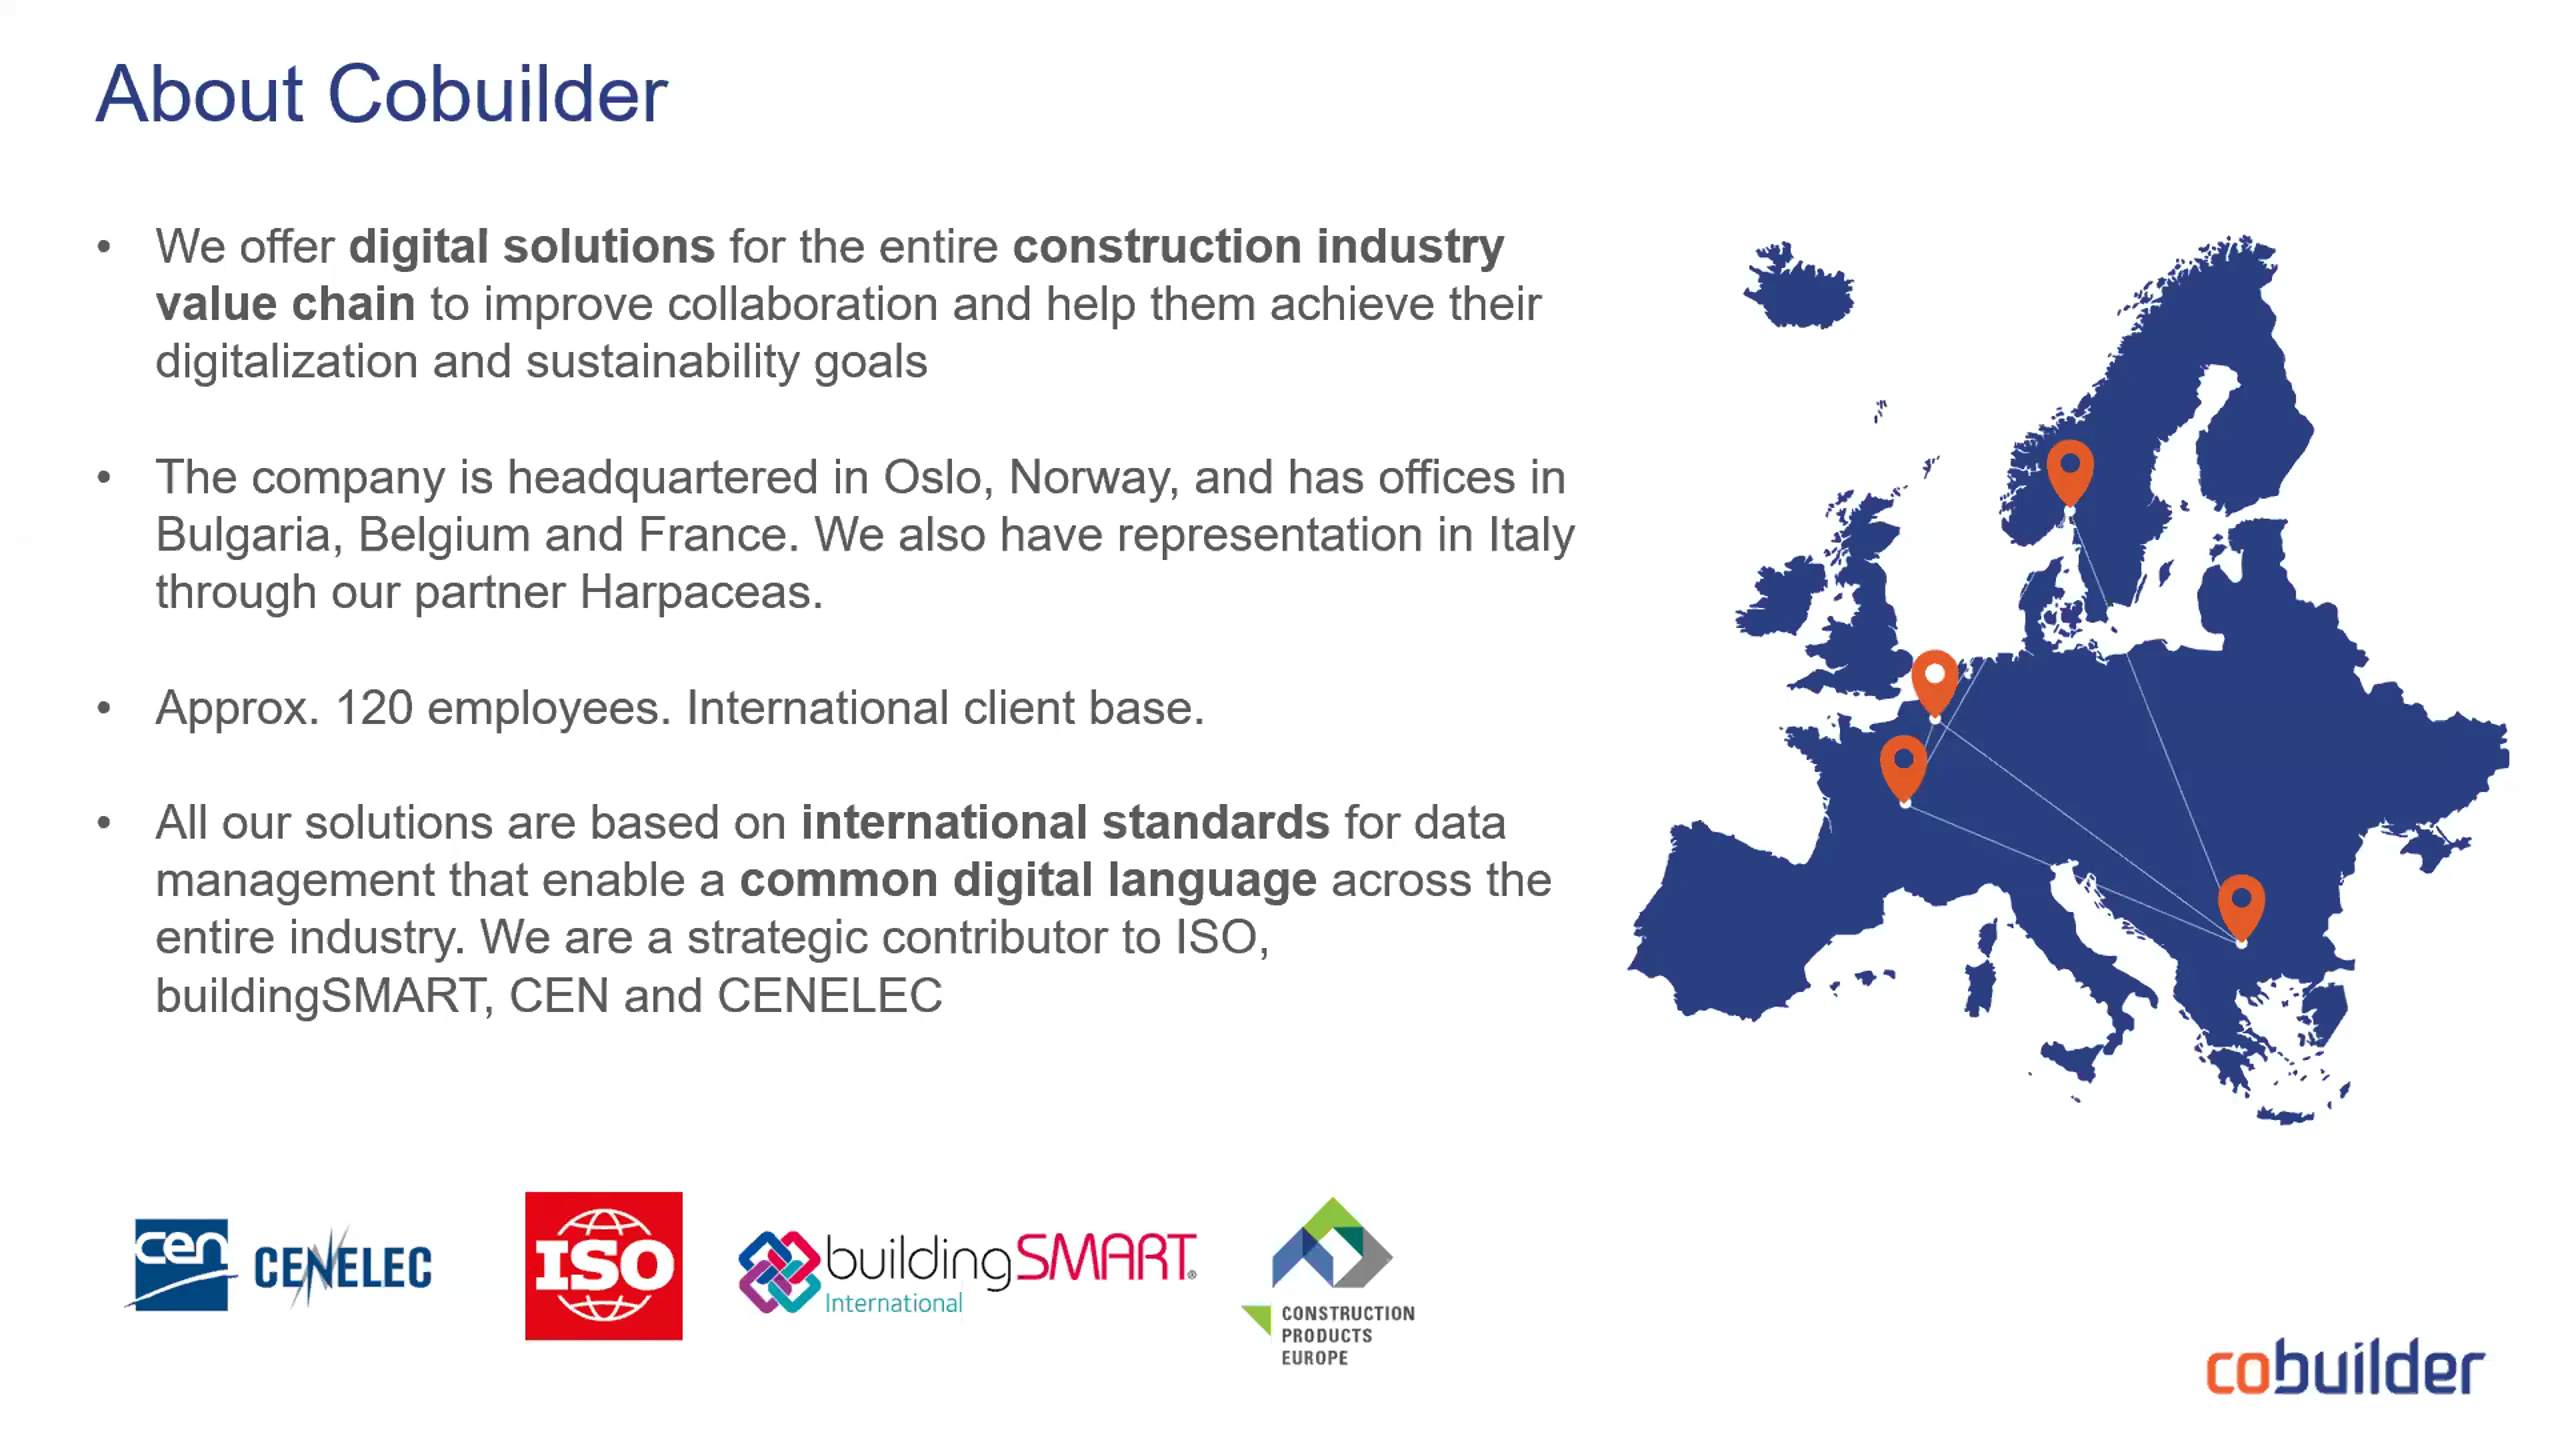 About Cobuilder
• We offer digital solutions for the entire construction industry
value chain to improve collaboration and help them achieve their
digitalization and sustainability goals
• The company is headquartered in Oslo, Norway, and has offices in
Bulgaria, Belgium and France. We also have representation in Italy
through our partner Harpaceas.
• Approx. 120 employees. International client base.
• All our solutions are based on international standards for data
management that enable a common digital language across the
entire industry. We are a strategic contributor to ISO,
buildingSMART, CEN and CENELEC
cen CENELEC
ISO
buildingSMART®
International
CONSTRUCTION
PRODUCTS
EUROPE
cobuilder